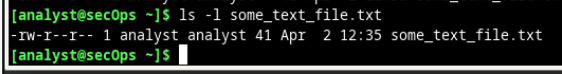 [analyst@secOps ~]$ ls -l some_text_file.txt
-rw-r--r-- 1 analyst analyst 41 Apr  2 12:35 some_text_file.txt
[analyst@secOps ~]$